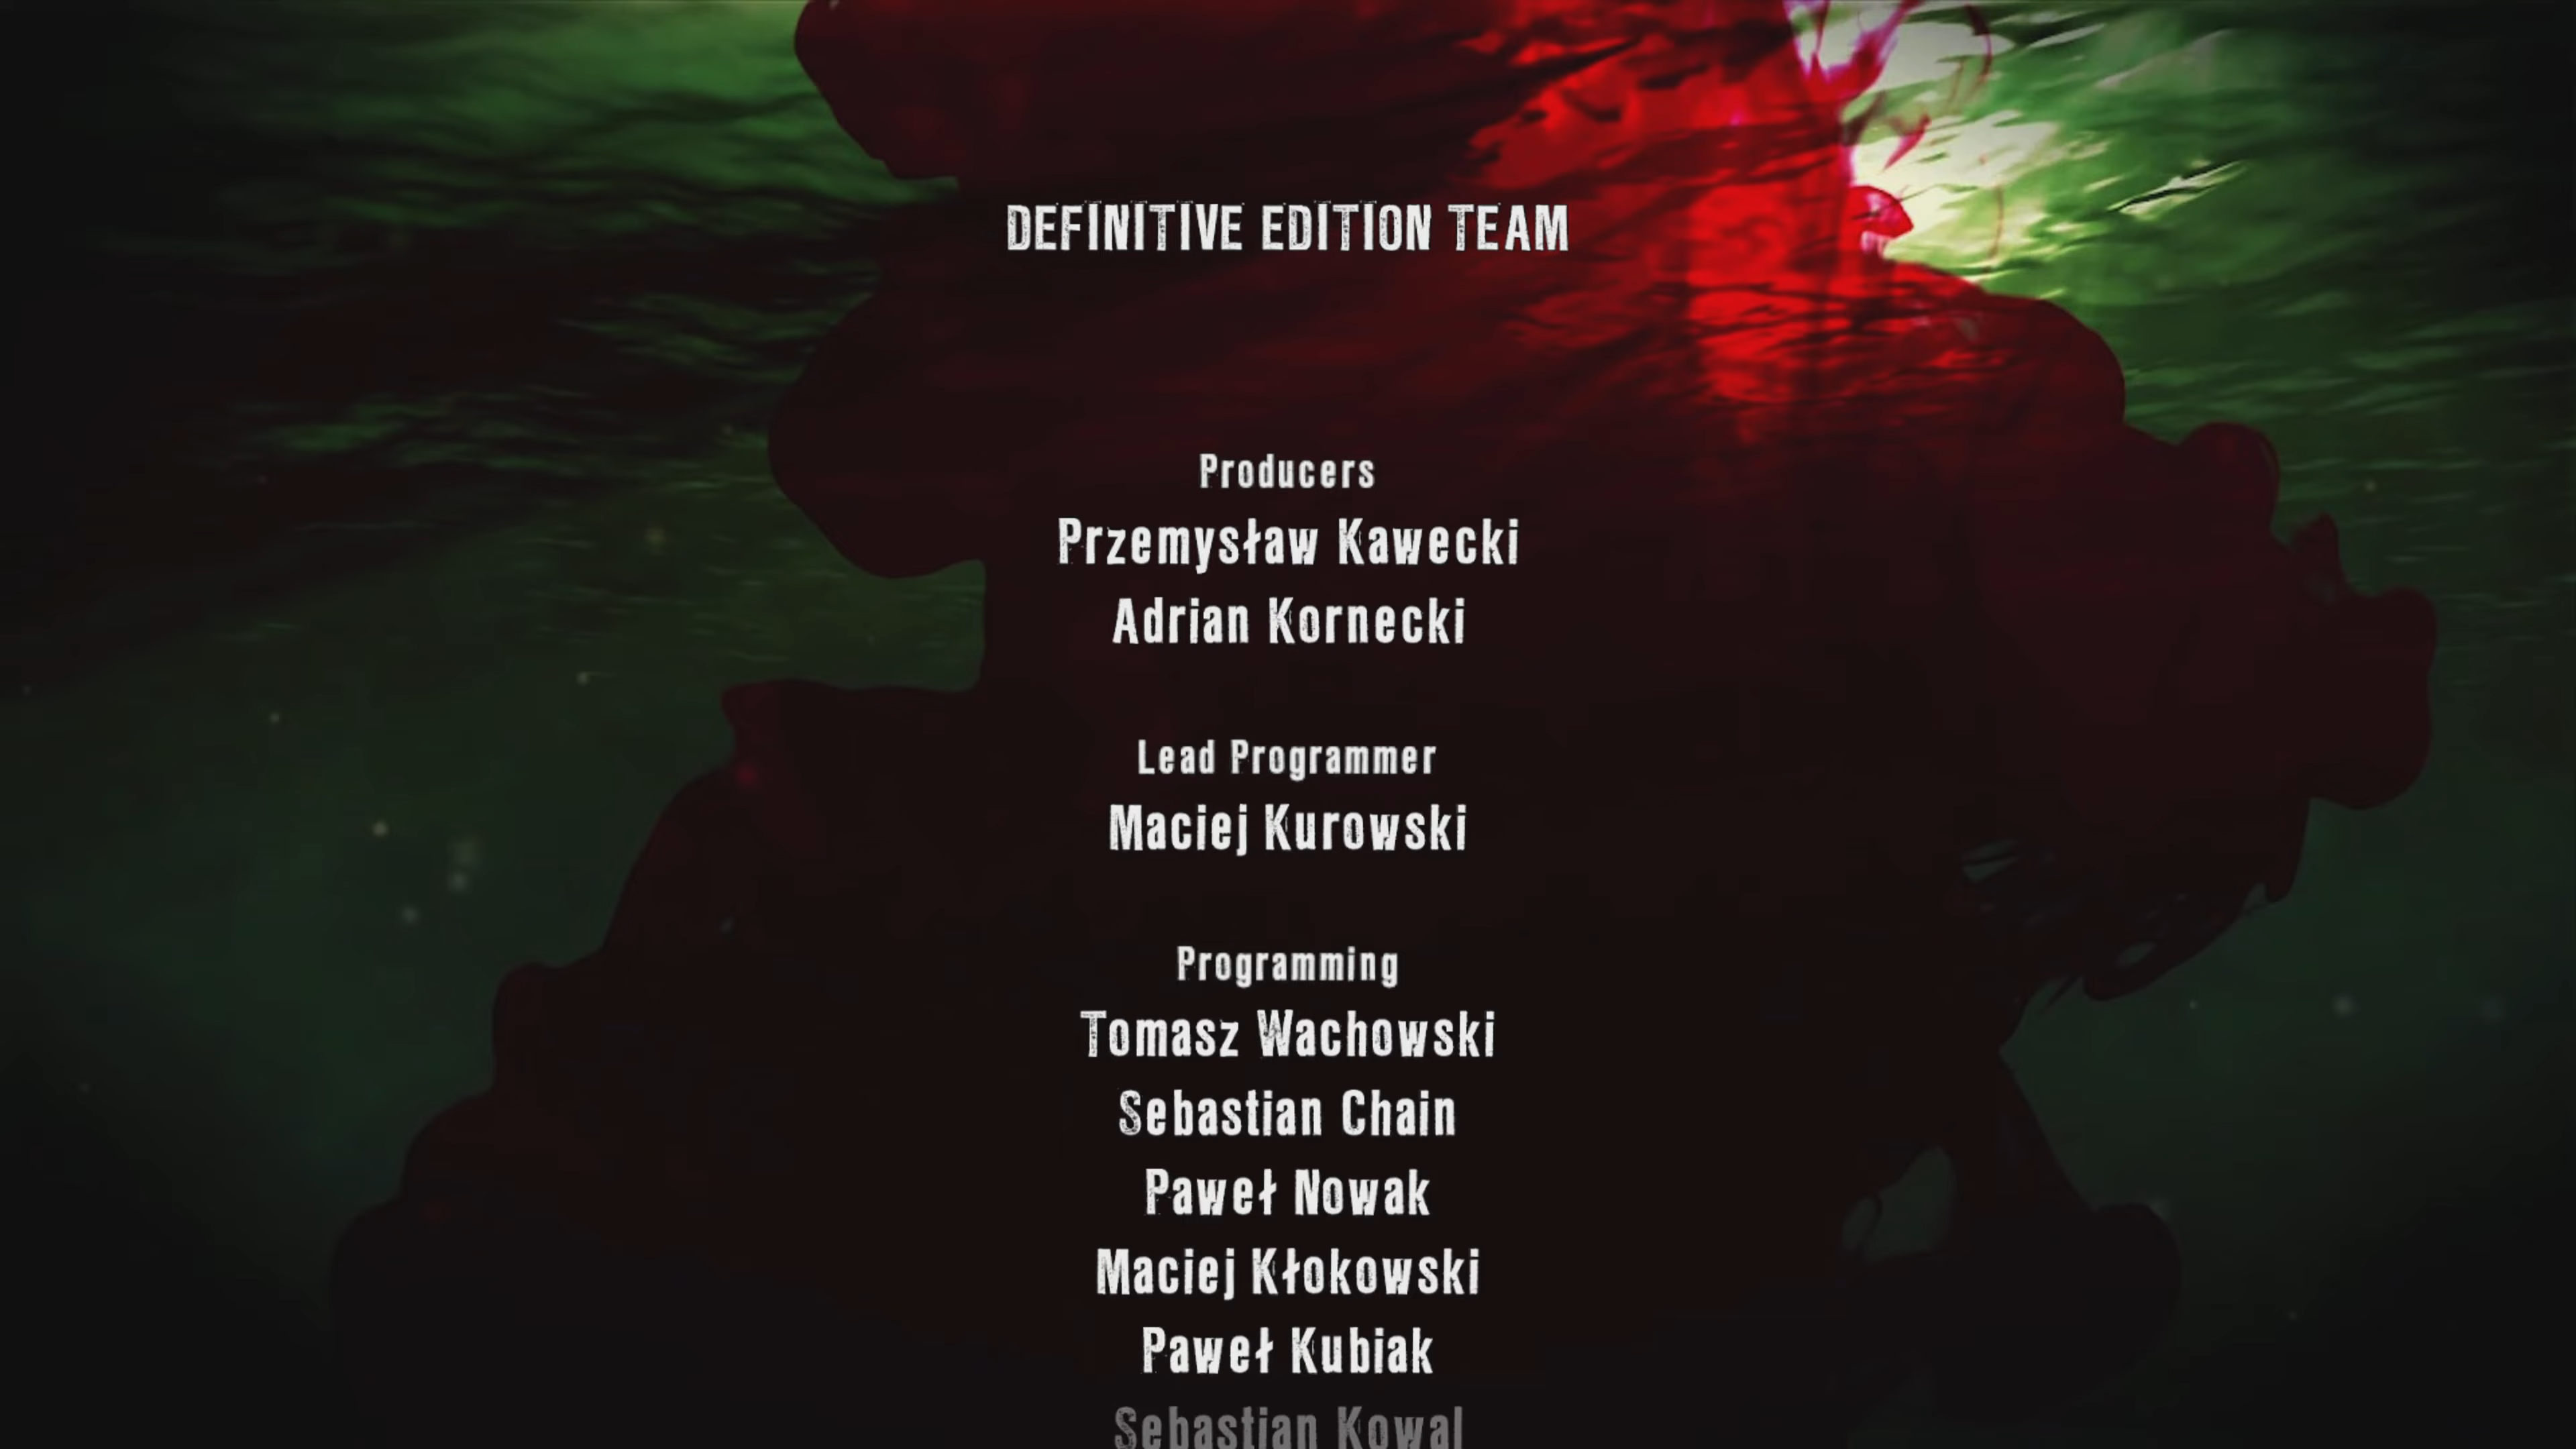 DEFINITIVE EDITION TEAM
Producers
Przemysław Kawecki
Adrian Kornecki
Lead Programmer
Maciej Kurowski
Programming
Tomasz Wachowski
Sebastian Chain
Paweł Nowak
Maciej Kłokowski
Paweł Kubiak
Sebastian Kowal